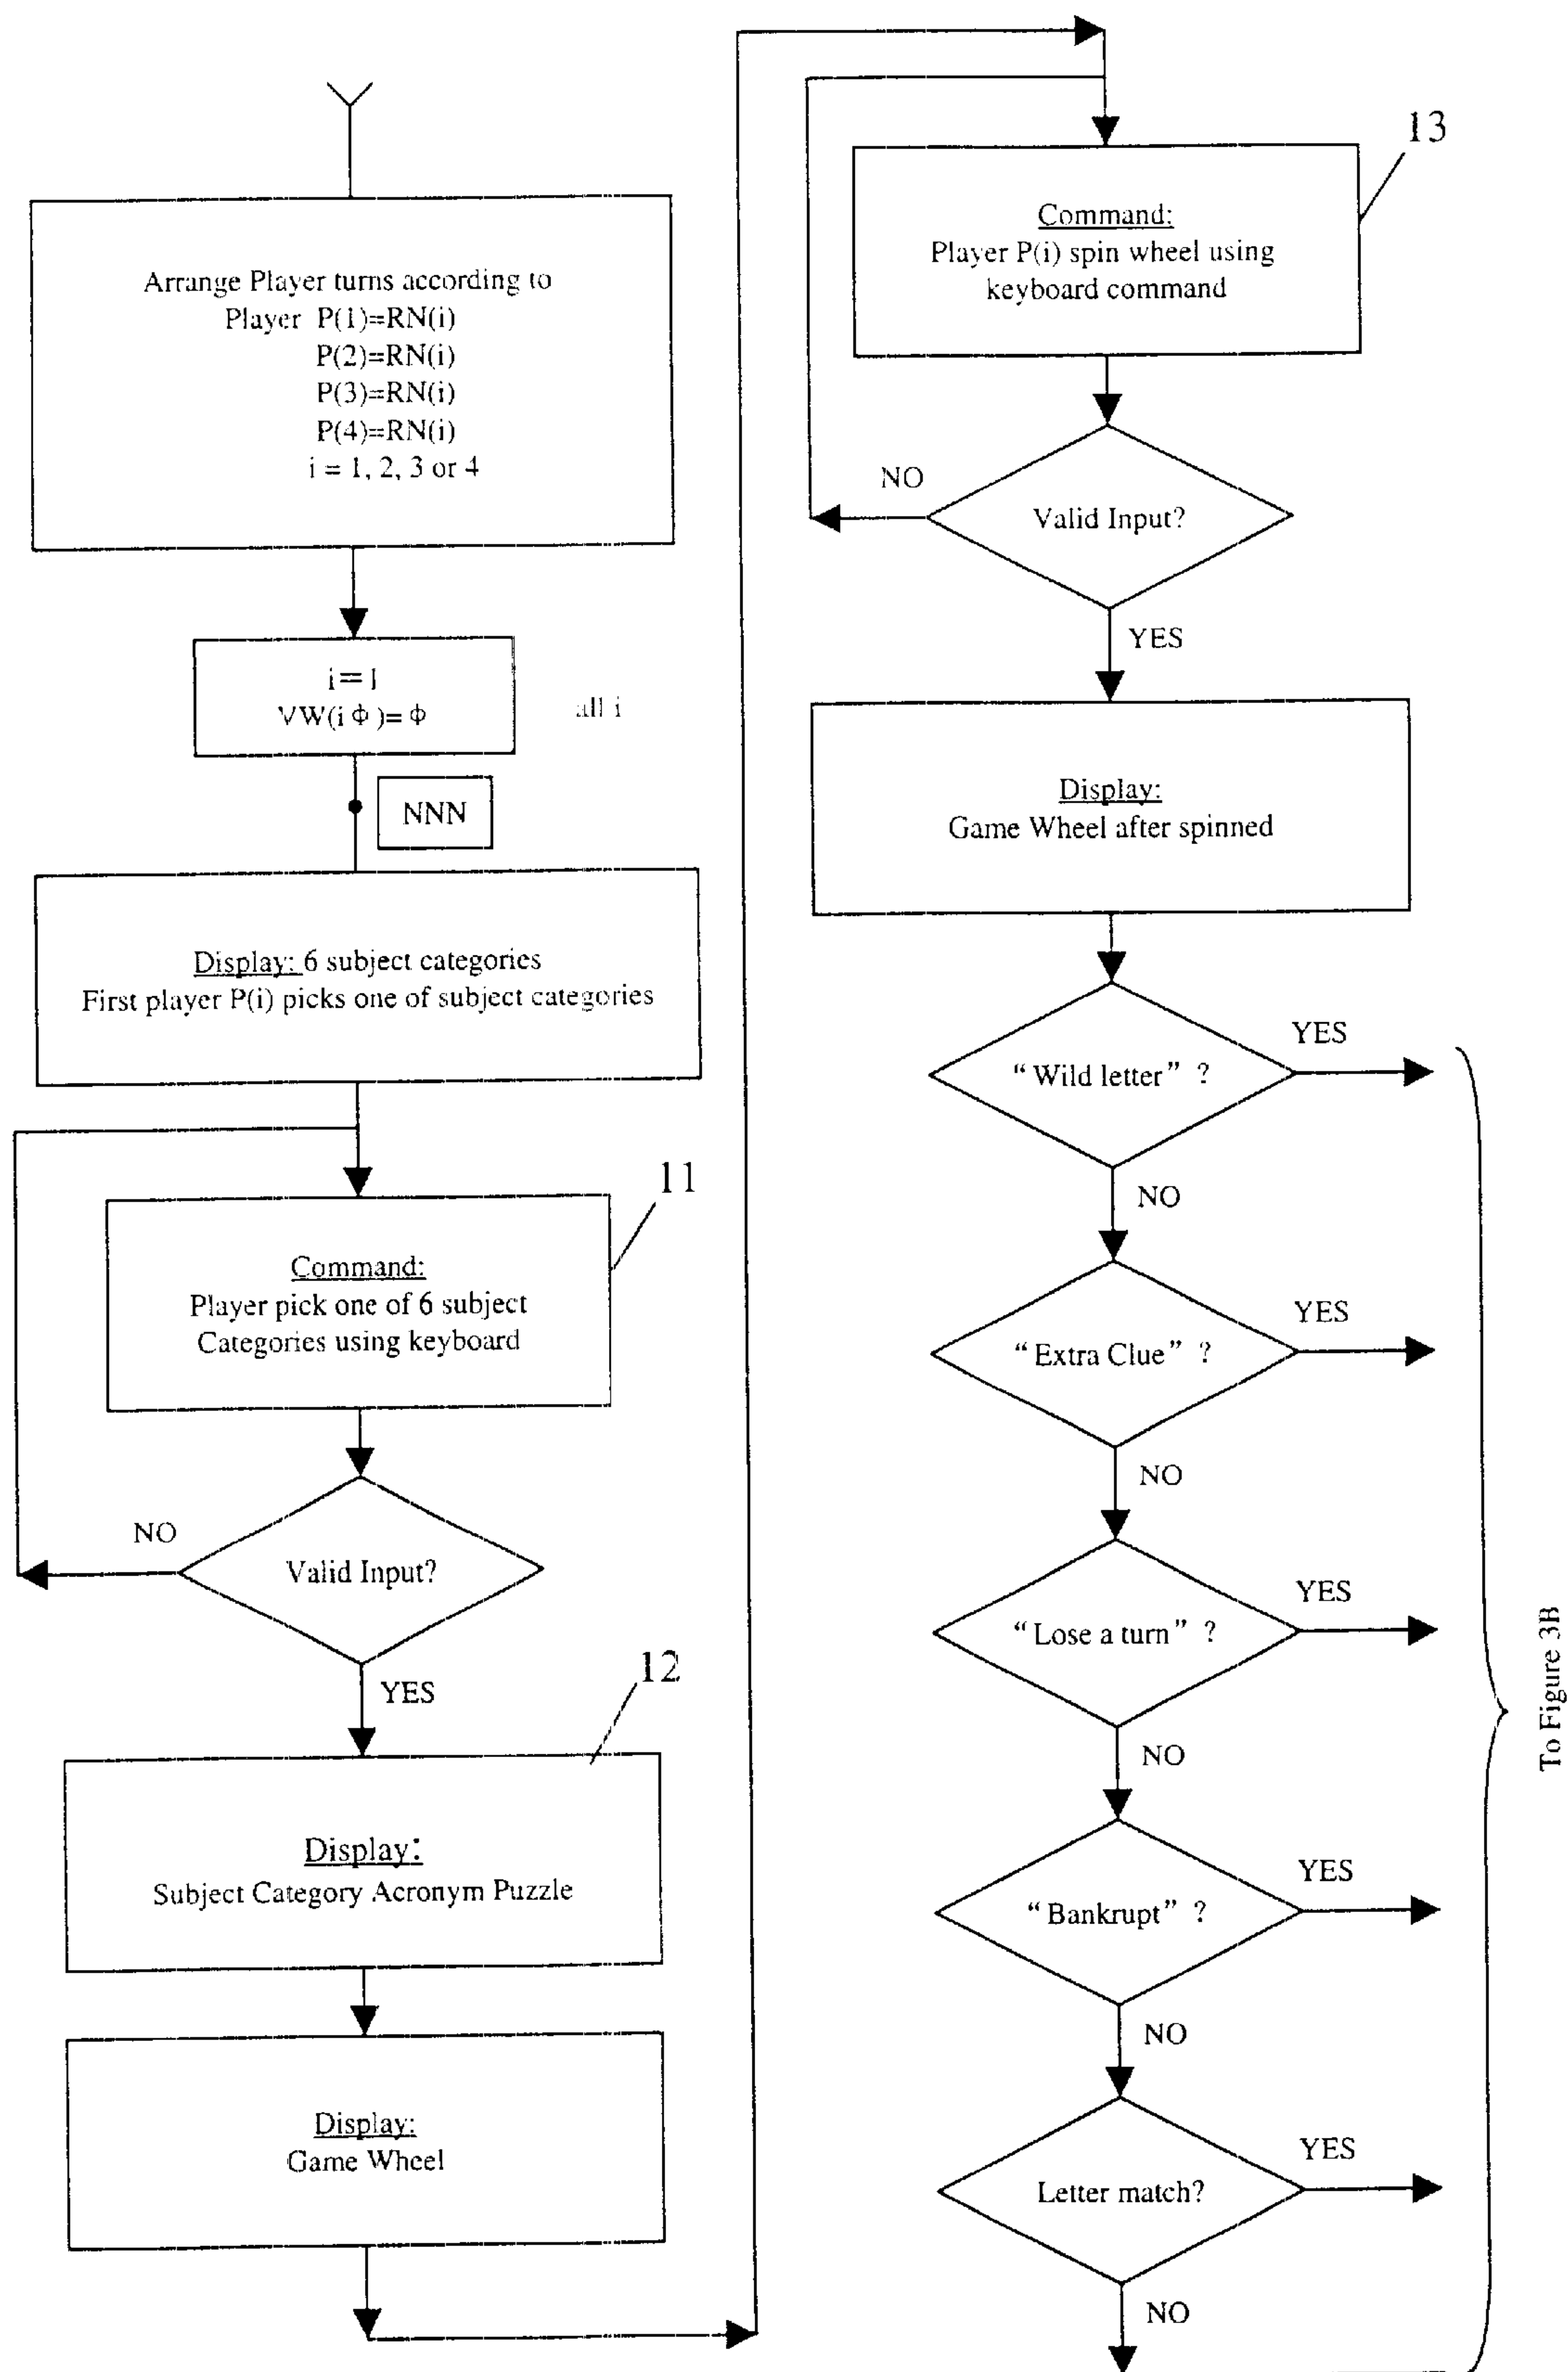 Arrange Player turns according to
Player P(1)=RN(i)
P(2)=RN(i)
P(3)=RN(i)
P(4)=RN(i)
i = 1, 2, 3 or 4
i = 1
VW(i Φ)= Φ
all i
NNN
Display: 6 subject categories
First player P(i) picks one of subject categories
11
Command:
Player pick one of 6 subject
Categories using keyboard
Valid Input?
NO
YES
12
Display:
Subject Category Acronym Puzzle
Display:
Game Wheel
13
Command:
Player P(i) spin wheel using
keyboard command
Valid Input?
NO
YES
Display:
Game Wheel after spinned
“Wild letter” ?
YES
NO
“Extra Clue” ?
YES
NO
“Lose a turn” ?
YES
NO
“Bankrupt” ?
YES
NO
Letter match?
YES
NO
To Figure 3B